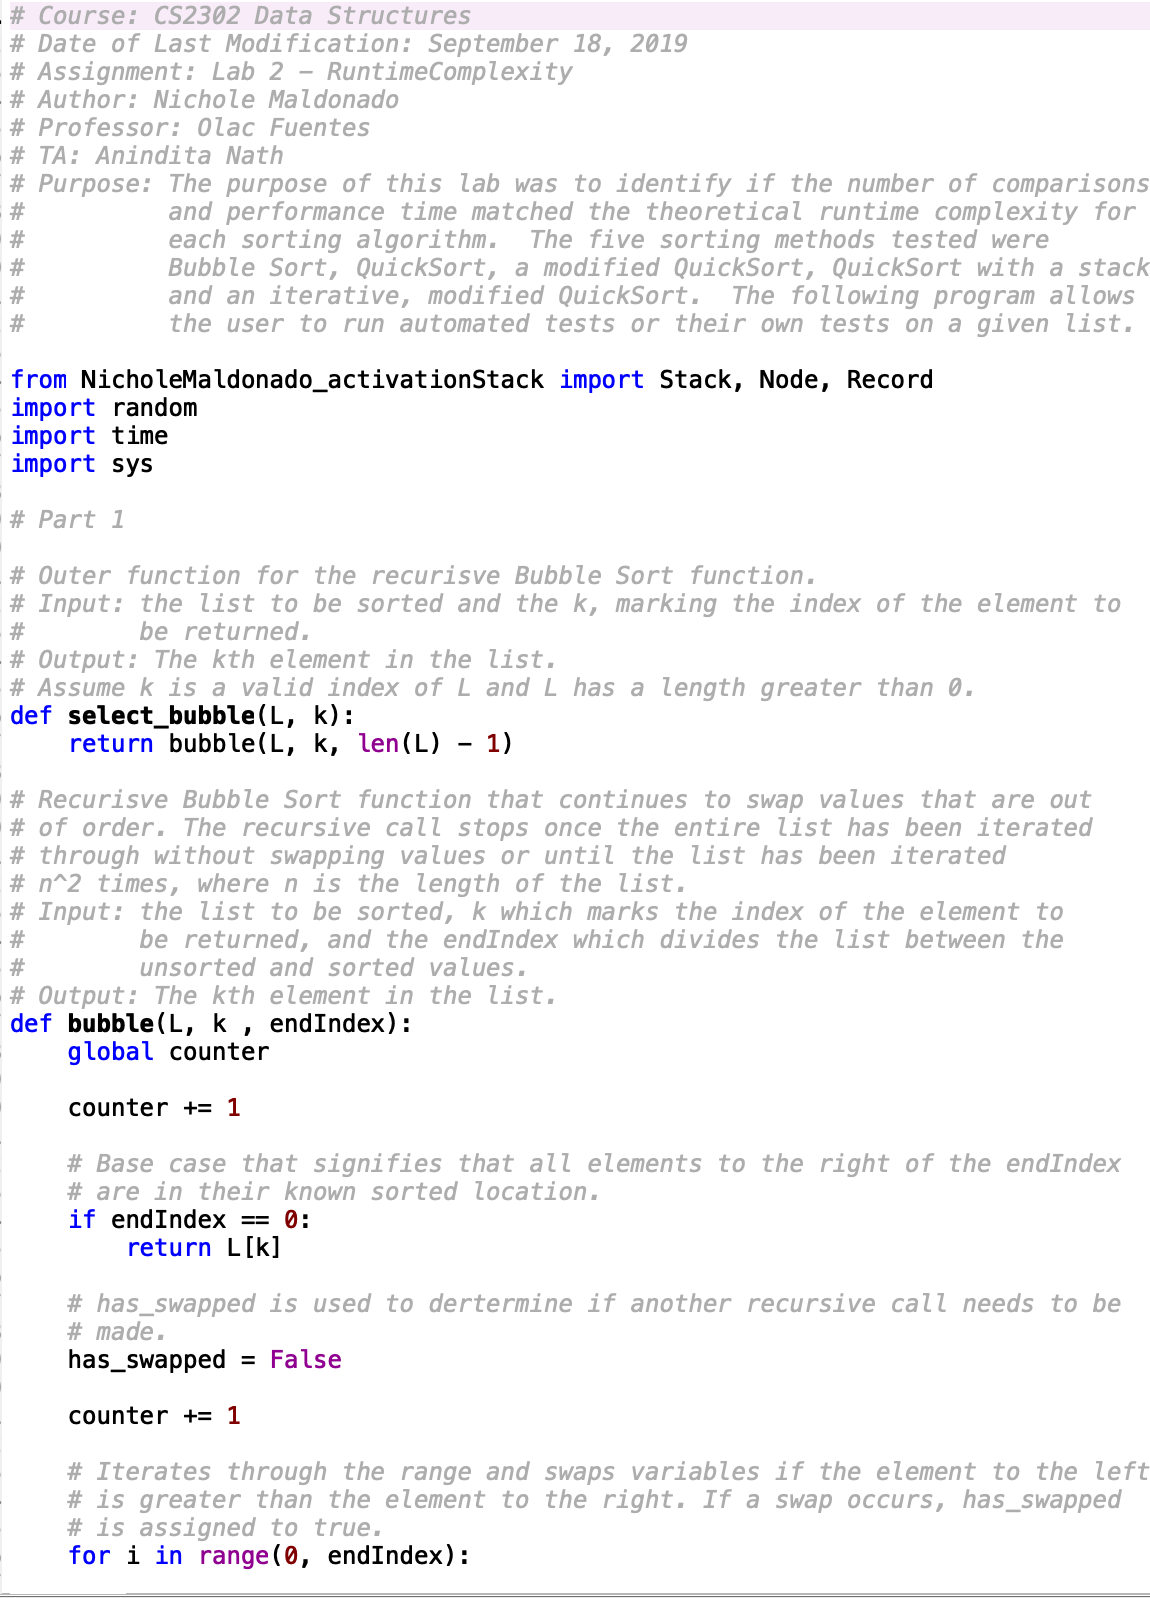 # Course: CS2302 Data Structures
# Date of Last Modification: September 18, 2019
# Assignment: Lab 2 – RuntimeComplexity
# Author: Nichole Maldonado
# Professor: Olac Fuentes
# TA: Anindita Nath
# Purpose: The purpose of this lab was to identify if the number of comparisons
#          and performance time matched the theoretical runtime complexity for
#          each sorting algorithm.  The five sorting methods tested were
#          Bubble Sort, QuickSort, a modified QuickSort, QuickSort with a stack
#          and an iterative, modified QuickSort.  The following program allows
#          the user to run automated tests or their own tests on a given list.
from NicholeMaldonado_activationStack import Stack, Node, Record
import random
import time
import sys
# Part 1
# Outer function for the recurisve Bubble Sort function.
# Input: the list to be sorted and the k, marking the index of the element to
#        be returned.
# Output: The kth element in the list.
# Assume k is a valid index of L and L has a length greater than 0.
def select_bubble(L, k):
    return bubble(L, k, len(L) - 1)
# Recurisve Bubble Sort function that continues to swap values that are out
# of order. The recursive call stops once the entire list has been iterated
# through without swapping values or until the list has been iterated
# n^2 times, where n is the length of the list.
# Input: the list to be sorted, k which marks the index of the element to
#        be returned, and the endIndex which divides the list between the
#        unsorted and sorted values.
# Output: The kth element in the list.
def bubble(L, k , endIndex):
    global counter
    counter += 1
    # Base case that signifies that all elements to the right of the endIndex
    # are in their known sorted location.
    if endIndex == 0:
        return L[k]
    # has_swapped is used to dertermine if another recursive call needs to be
    # made.
    has_swapped = False
    counter += 1
    # Iterates through the range and swaps variables if the element to the left
    # is greater than the element to the right. If a swap occurs, has_swapped
    # is assigned to true.
    for i in range(0, endIndex):